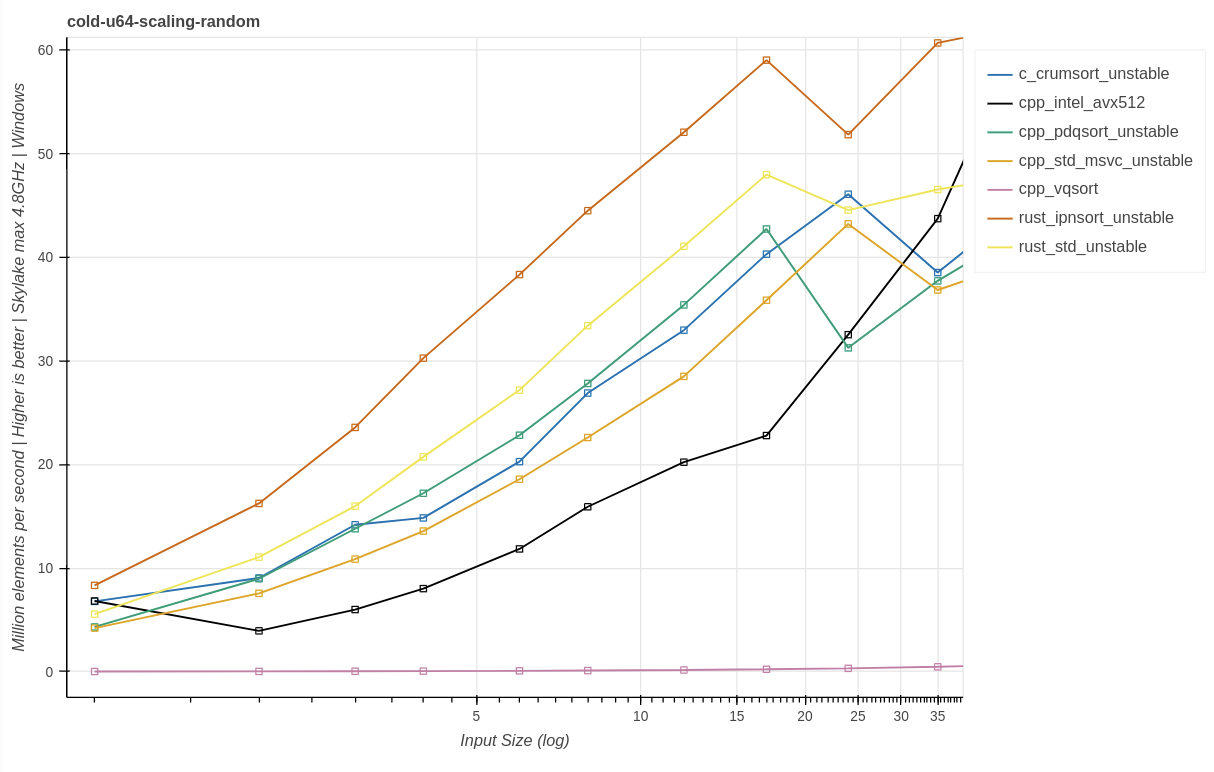 cold-u64-scaling-random
Million elements per second | Higher is better | Skylake max 4.8GHz | Windows
60
50
40
30
20
10
0
5
10
15
20
25
30
35
Input Size (log)
c_crumsort_unstable
cpp_intel_avx512
cpp_pdqsort_unstable
cpp_std_msvc_unstable
cpp_vqsort
rust_ipnsort_unstable
rust_std_unstable